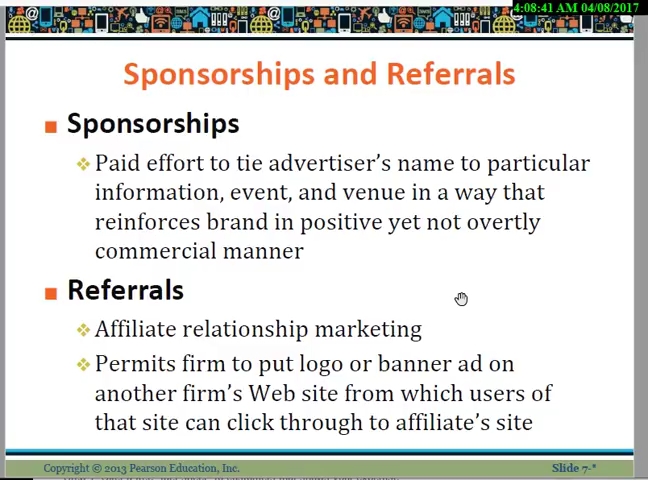 4:08:41 AM 04/08/2017
Sponsorships and Referrals
Sponsorships
Paid effort to tie advertiser's name to particular
information, event, and venue in a way that
reinforces brand in positive yet not overtly
commercial manner
Referrals
Affiliate relationship marketing
Permits firm to put logo or banner ad on
another firm's Web site from which users of
that site can click through to affiliate's site
Copyright © 2013 Pearson Education, Inc.
Slide 7-*